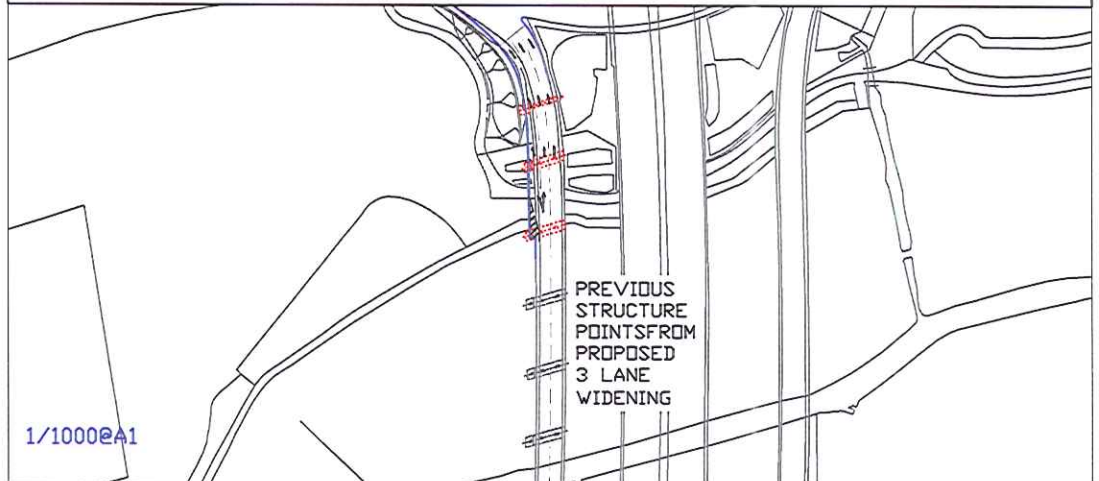 PREVIOUS
STRUCTURE
POINTSFROM
PROPOSED
3 LANE
WIDENING
1/1000@A1